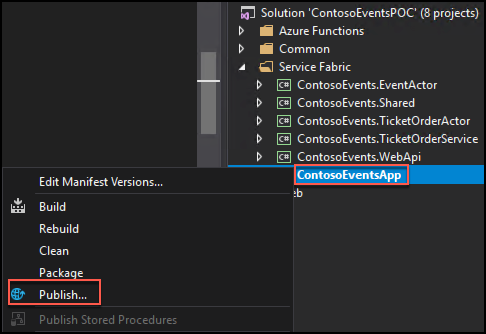 Solution 'ContosoEventsPOC' (8 projects)
Azure Functions
Common
Service Fabric
C# ContosoEvents.EventActor
C# ContosoEvents.Shared
C# ContosoEvents.TicketOrderActor
C# ContosoEvents.TicketOrderService
C# ContosoEvents.WebApi
ContosoEventsApp
eb
Edit Manifest Versions...
Build
Rebuild
Clean
Package
Publish...
Publish Stored Procedures